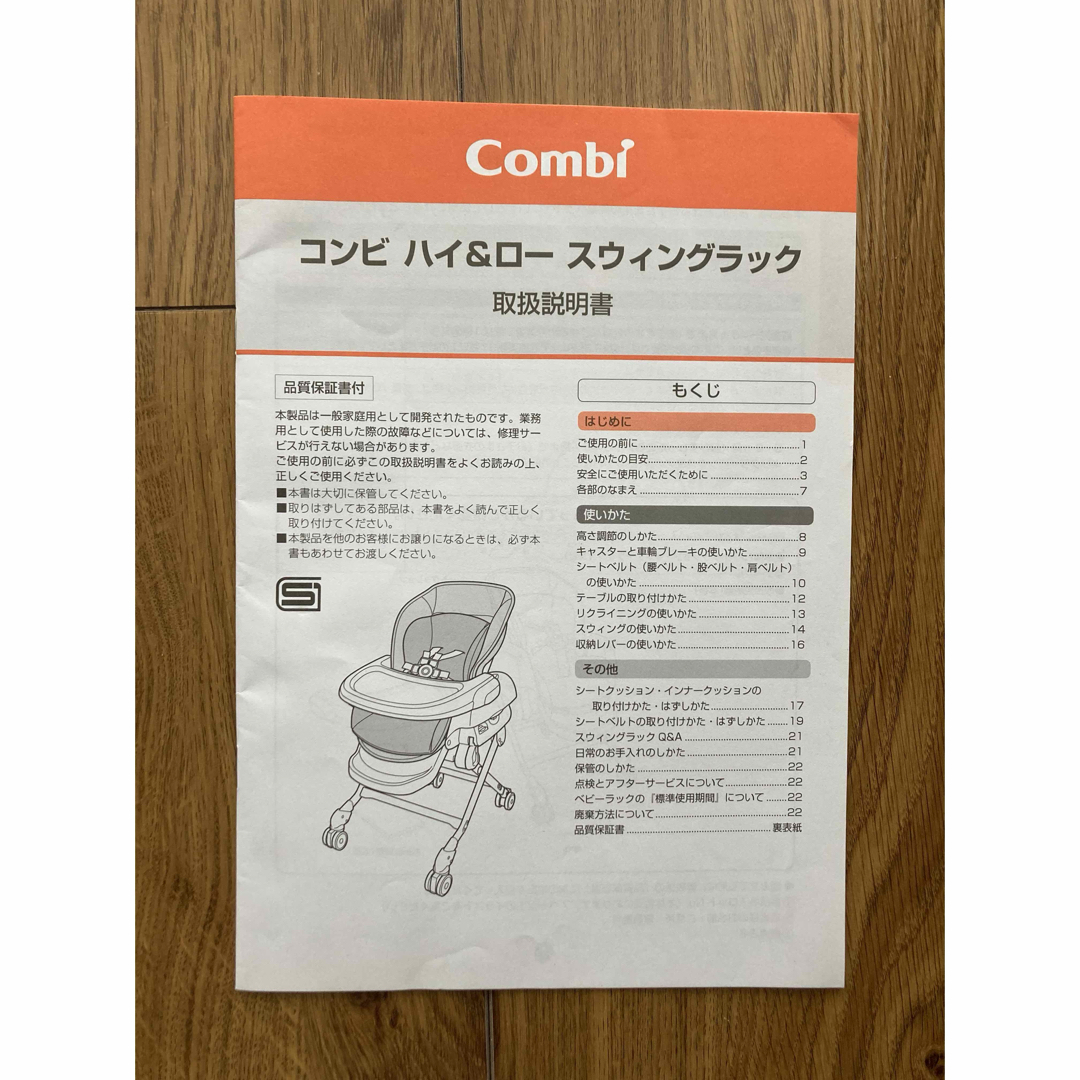 Combi
コンビ ハイ&ロー スウィングラック
取扱説明書
品質保証書付
本製品は一般家庭用として開発されたものです。業務
用として使用した際の故障などについては、修理サー
ビスが行えない場合があります。
ご使用の前に必ずこの取扱説明書をよくお読みの上、
正しくご使用ください。
■本書は大切に保管してください。
■取りはずしてある部品は、本書をよく読んで正しく
取り付けてください。
■本製品を他のお客様にお譲りになるときは、必ず本
書もあわせてお渡しください。
もくじ
はじめに
ご使用の前に 1
使いかたの目安 2
安全にご使用いただくために 3
各部のなまえ 7
使いかた
高さ調節のしかた 8
キャスターと車輪ブレーキの使いかた 9
シートベルト（腰ベルト・股ベルト・肩ベルト）
の使いかた 10
テーブルの取り付けかた 12
リクライニングの使いかた 13
スウィングの使いかた 14
収納レバーの使いかた 16
その他
シートクッション・インナークッションの
取り付けかた・はずしかた 17
シートベルトの取り付けかた・はずしかた 19
スウィングラック Q&A 21
日常のお手入れのしかた 21
保管のしかた 22
点検とアフターサービスについて 22
ベビーラックの『標準使用期間』について 22
廃棄方法について 22
品質保証書 裏表紙